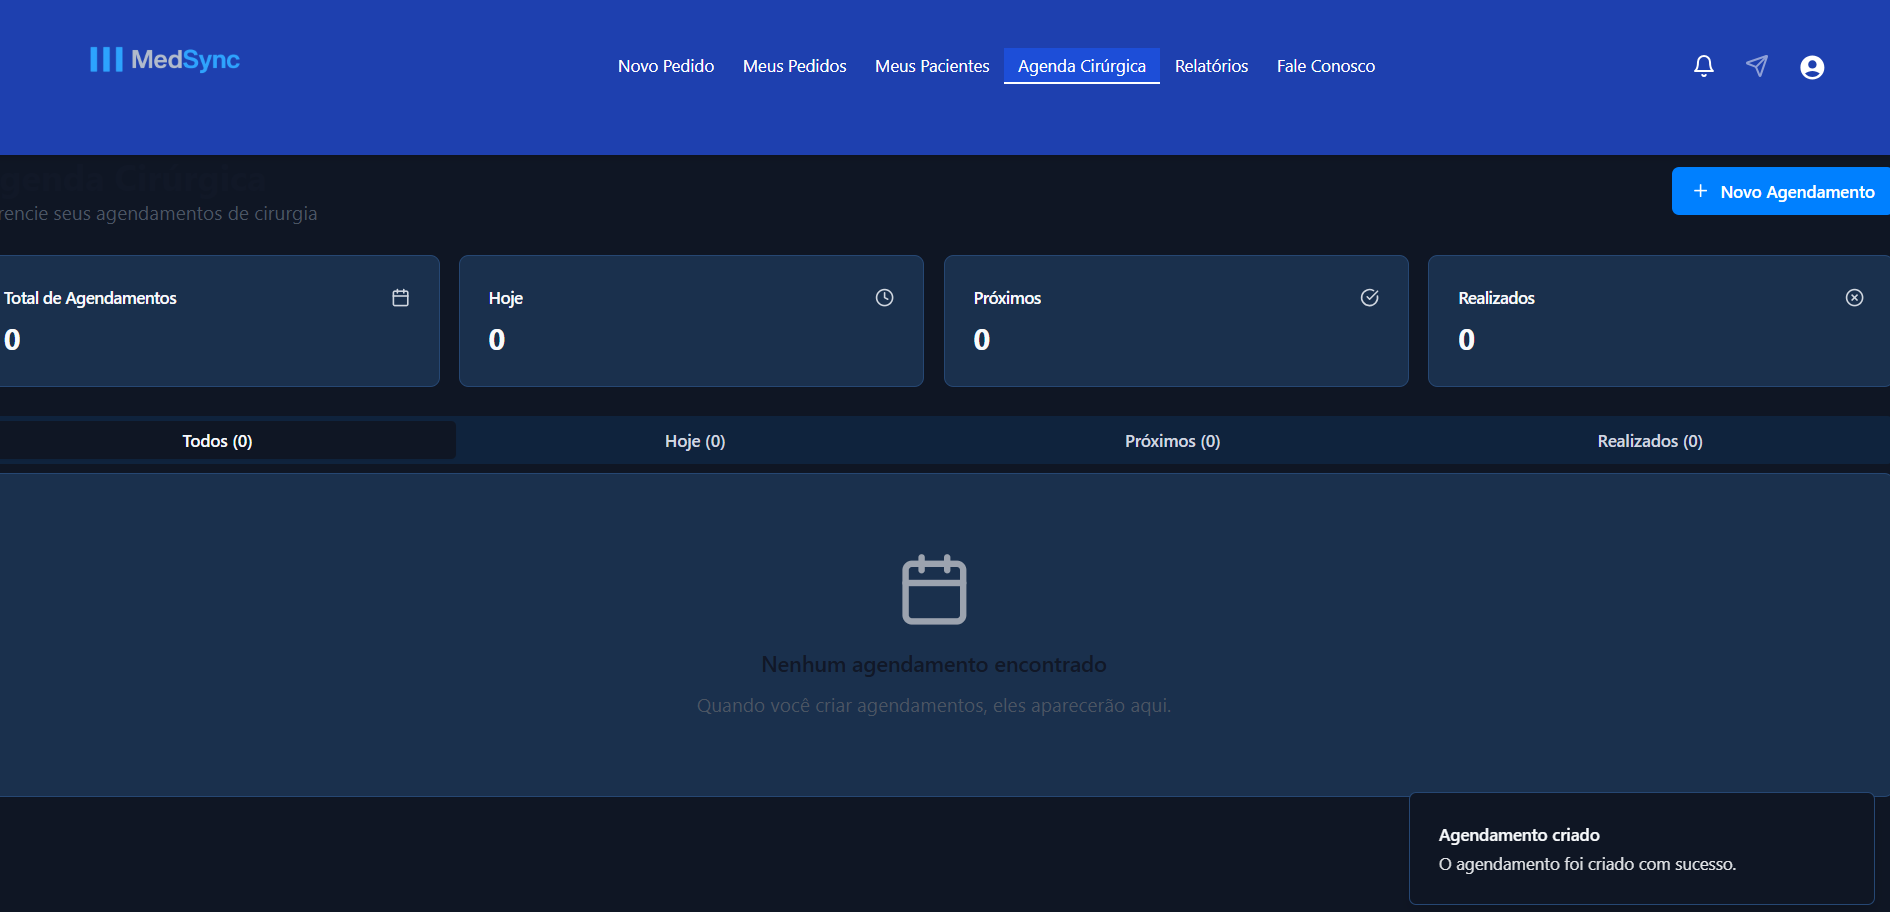 MedSync
Novo Pedido Meus Pedidos Meus Pacientes Agenda Cirúrgica Relatórios Fale Conosco
genda Cirúrgica
rencie seus agendamentos de cirurgia
+ Novo Agendamento
Total de Agendamentos
0
Hoje
0
Próximos
0
Realizados
0
Todos (0) Hoje (0) Próximos (0) Realizados (0)
Nenhum agendamento encontrado
Quando você criar agendamentos, eles aparecerão aqui.
Agendamento criado
O agendamento foi criado com sucesso.